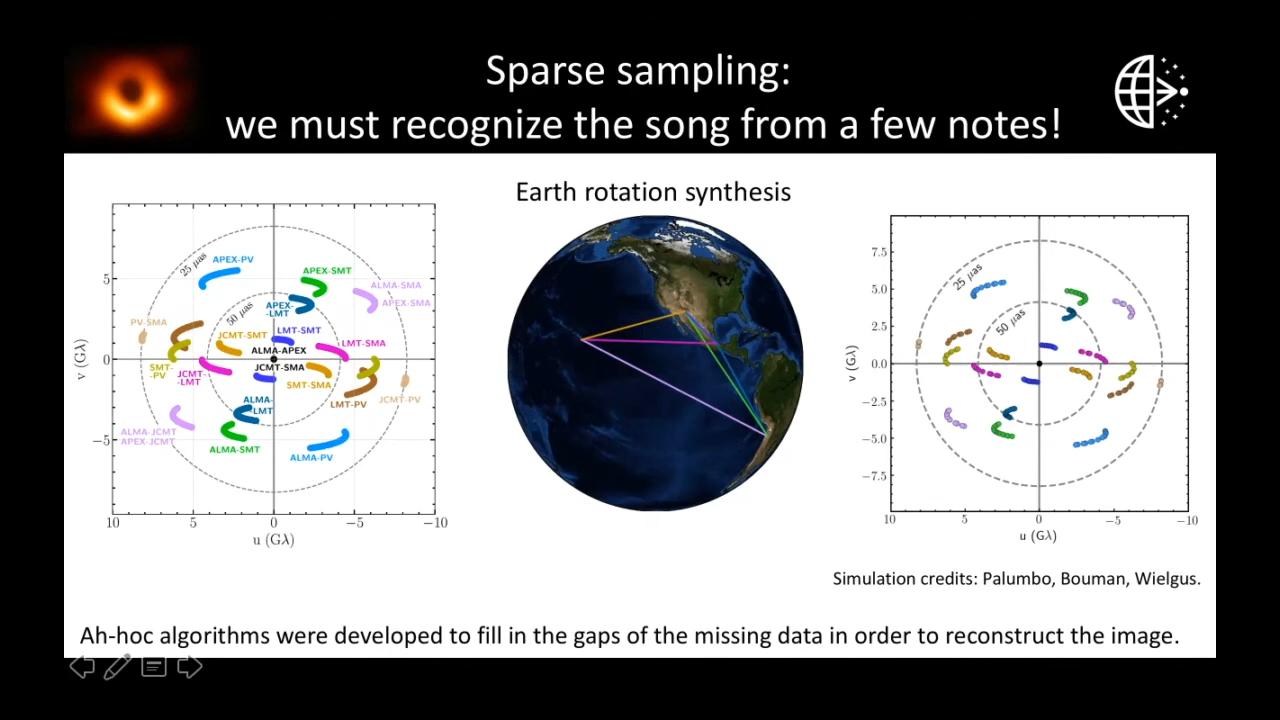 Sparse sampling:
we must recognize the song from a few notes!
Earth rotation synthesis
25 μas
50 μas
APEX-PV
APEX-SMT
ALMA-SMA
APEX-SMA
APEX-
-LMT
PV-SMA
JCMT-SMT
LMT-SMT
LMT-SMA
ALMA-APEX
SMT-
-PV
JCMT
-LMT
JCMT-SMA
SMT-SMA
LMT-PV
JCMT-PV
ALMA-
LMT
ALMA-JCMT
APEX-JCMT
ALMA-SMT
ALMA-PV
5
0
−5
v (Gλ)
10 5 0 −5 −10
u (Gλ)
25 μas
50 μas
7.5
5.0
2.5
0.0
−2.5
−5.0
−7.5
v (Gλ)
10 5 0 −5 −10
u (Gλ)
Simulation credits: Palumbo, Bouman, Wielgus.
Ah-hoc algorithms were developed to fill in the gaps of the missing data in order to reconstruct the image.